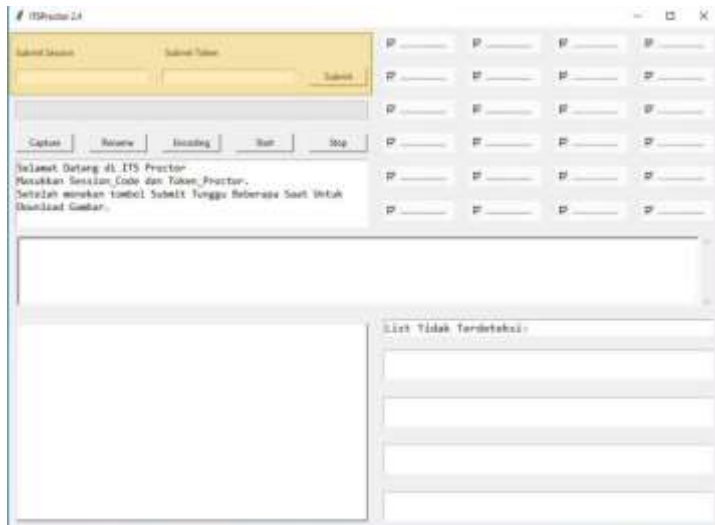 ITSProctor 2.4
Submit Session
Submit Token
Submit
Capture
Rename
Encoding
Start
Stop
Selamat Datang di ITS Proctor
Masukkan Session_Code dan Token_Proctor.
Setelah menekan tombol Submit Tunggu Beberapa Saat Untuk
Download Gambar.
List Tidak Terdeteksi: